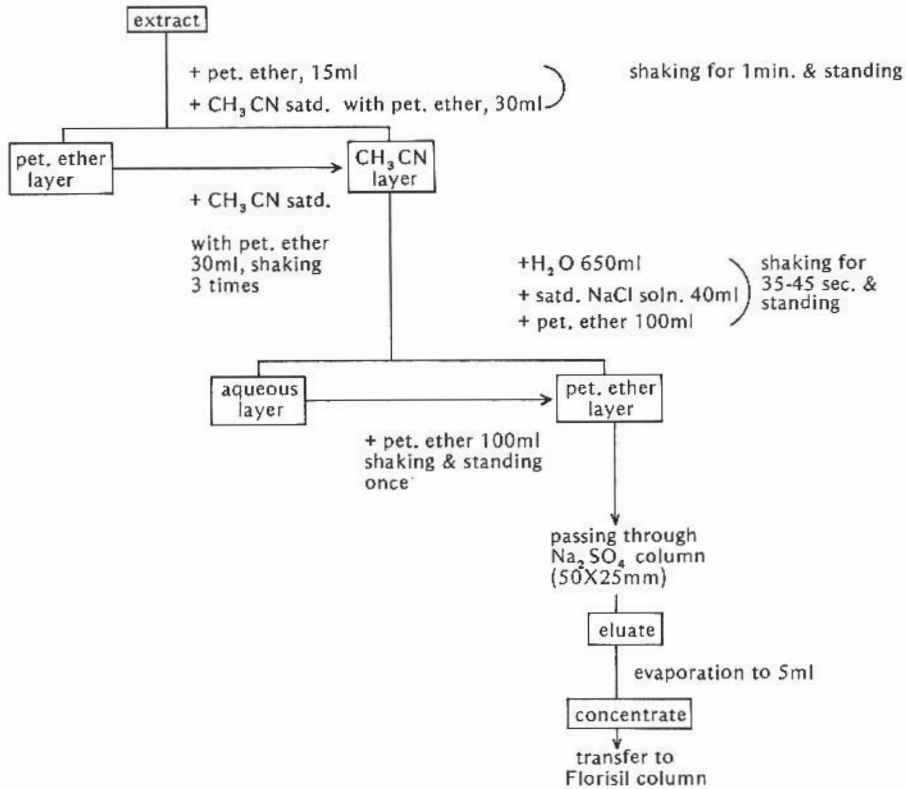 extract
+ pet. ether, 15ml
+ CH₃CN satd. with pet. ether, 30ml
shaking for 1min. & standing
pet. ether
layer
CH₃CN
layer
+ CH₃CN satd.
with pet. ether
30ml, shaking
3 times
+H₂O 650ml
+ satd. NaCl soln. 40ml
+ pet. ether 100ml
shaking for
35-45 sec. &
standing
aqueous
layer
pet. ether
layer
+ pet. ether 100ml
shaking & standing
once
passing through
Na₂SO₄ column
(50X25mm)
eluate
evaporation to 5ml
concentrate
transfer to
Florisil column